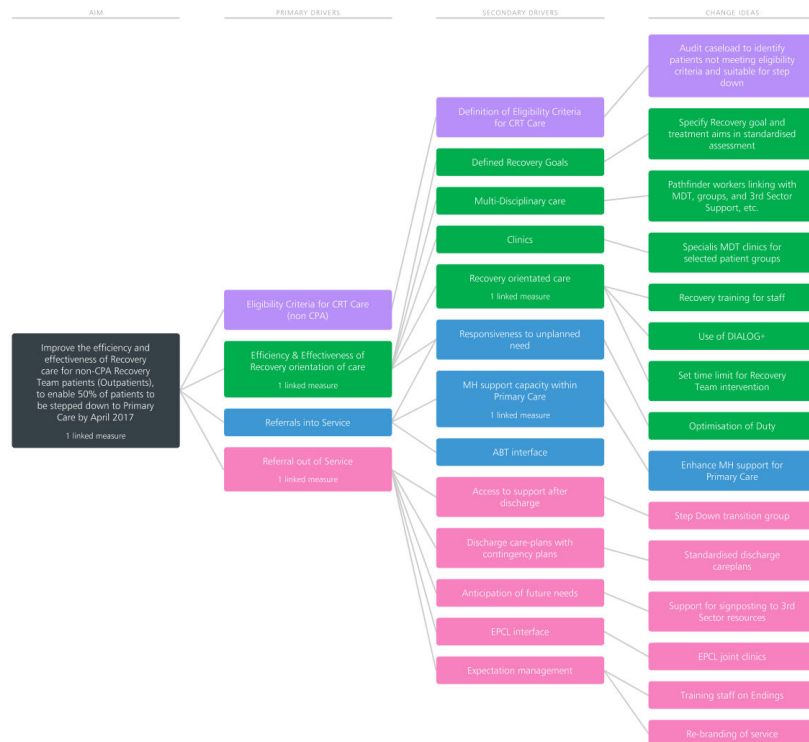 AIM
PRIMARY DRIVERS
SECONDARY DRIVERS
CHANGE IDEAS
Improve the efficiency and
effectiveness of Recovery
care for non-CPA Recovery
Team patients (Outpatients),
to enable 50% of patients to
be stepped down to Primary
Care by April 2017
1 linked measure
Eligibility Criteria for CRT Care
(non CPA)
Efficiency & Effectiveness of
Recovery orientation of care
1 linked measure
Referrals into Service
Referral out of Service
1 linked measure
Definition of Eligibility Criteria
for CRT Care
Defined Recovery Goals
Multi-Disciplinary care
Clinics
Recovery orientated care
1 linked measure
Responsiveness to unplanned
need
MH support capacity within
Primary Care
1 linked measure
ABT interface
Access to support after
discharge
Discharge care-plans with
contingency plans
Anticipation of future needs
EPCL interface
Expectation management
Audit caseload to identify
patients not meeting eligibility
criteria and suitable for step
down
Specify Recovery goal and
treatment aims in standardised
assessment
Pathfinder workers linking with
MDT, groups, and 3rd Sector
Support, etc.
Specialis MDT clinics for
selected patient groups
Recovery training for staff
Use of DIALOG+
Set time limit for Recovery
Team intervention
Optimisation of Duty
Enhance MH support for
Primary Care
Step Down transition group
Standardised discharge
careplans
Support for signposting to 3rd
Sector resources
EPCL joint clinics
Training staff on Endings
Re-branding of service